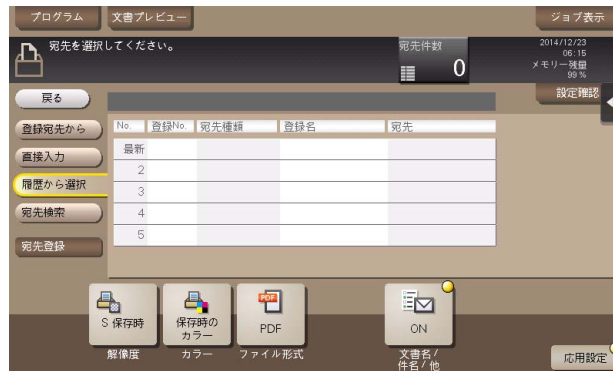 プログラム
文書プレビュー
ジョブ表示
宛先を選択してください。
宛先件数
0
2014/12/23
06:15
メモリー残量
99 %
戻る
設定確認
登録宛先から
No. 登録No. 宛先種類 登録名 宛先
直接入力
最新
2
履歴から選択
3
宛先検索
4
5
宛先登録
S 保存時
保存時の
カラー
PDF
ON
解像度
カラー
ファイル形式
文書名/
件名/他
応用設定